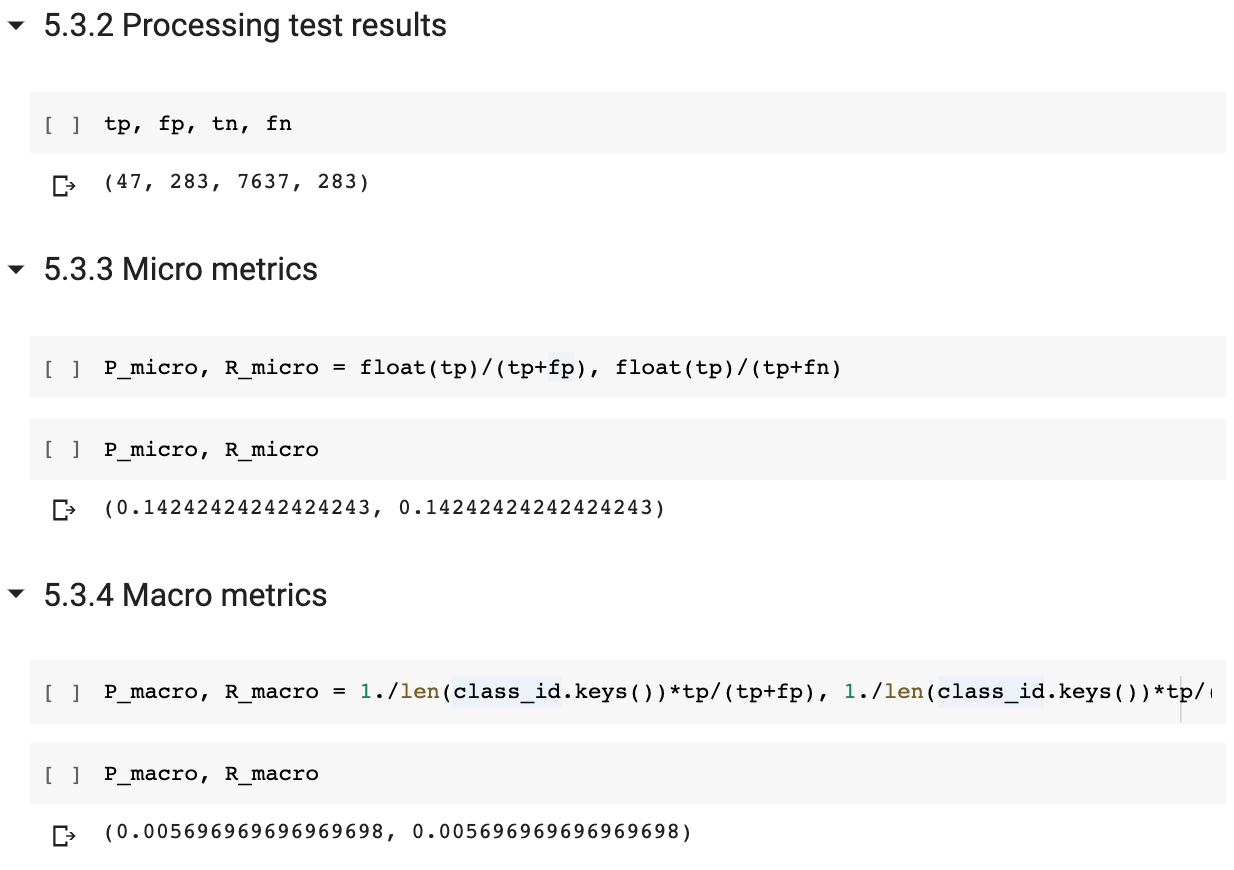 5.3.2 Processing test results
[ ] tp, fp, tn, fn
(47, 283, 7637, 283)
5.3.3 Micro metrics
[ ] P_micro, R_micro = float(tp)/(tp+fp), float(tp)/(tp+fn)
[ ] P_micro, R_micro
(0.14242424242424243, 0.14242424242424243)
5.3.4 Macro metrics
[ ] P_macro, R_macro = 1./len(class_id.keys())*tp/(tp+fp), 1./len(class_id.keys())*tp/(
[ ] P_macro, R_macro
(0.005696969696969698, 0.005696969696969698)